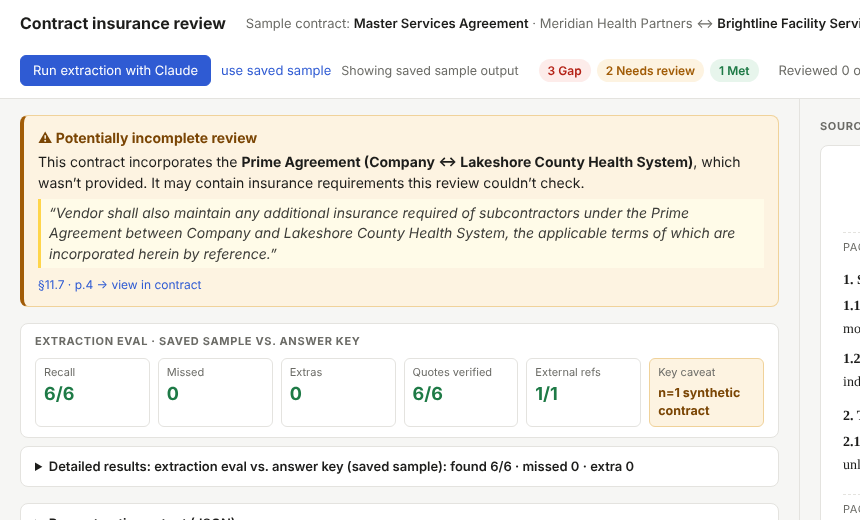 Contract insurance review Sample contract: Master Services Agreement · Meridian Health Partners ↔ Brightline Facility Servi
Run extraction with Claude use saved sample Showing saved sample output 3 Gap 2 Needs review 1 Met Reviewed 0 o
⚠ Potentially incomplete review
This contract incorporates the Prime Agreement (Company ↔ Lakeshore County Health System), which
wasn’t provided. It may contain insurance requirements this review couldn’t check.
“Vendor shall also maintain any additional insurance required of subcontractors under the Prime
Agreement between Company and Lakeshore County Health System, the applicable terms of which are
incorporated herein by reference.”
§11.7 · p.4 → view in contract
EXTRACTION EVAL · SAVED SAMPLE VS. ANSWER KEY
Recall Missed Extras Quotes verified External refs Key caveat
6/6 0 0 6/6 1/1 n=1 synthetic
contract
▶ Detailed results: extraction eval vs. answer key (saved sample): found 6/6 · missed 0 · extra 0
SOURC
PAG
1. S
1.1
mo
1.2
ind
2. T
2.1
unl
PAG